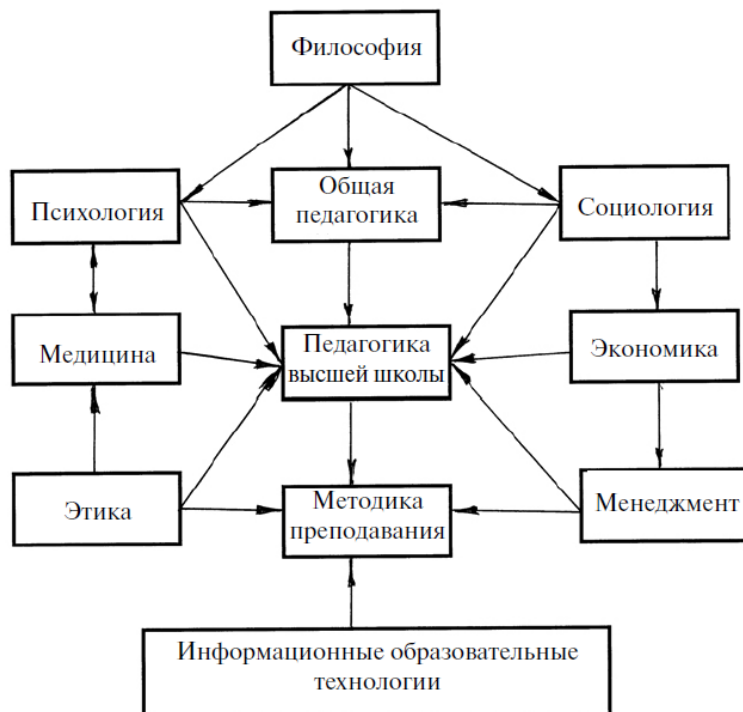 Философия
Психология
Общая
педагогика
Социология
Медицина
Педагогика
высшей школы
Экономика
Этика
Методика
преподавания
Менеджмент
Информационные образовательные
технологии